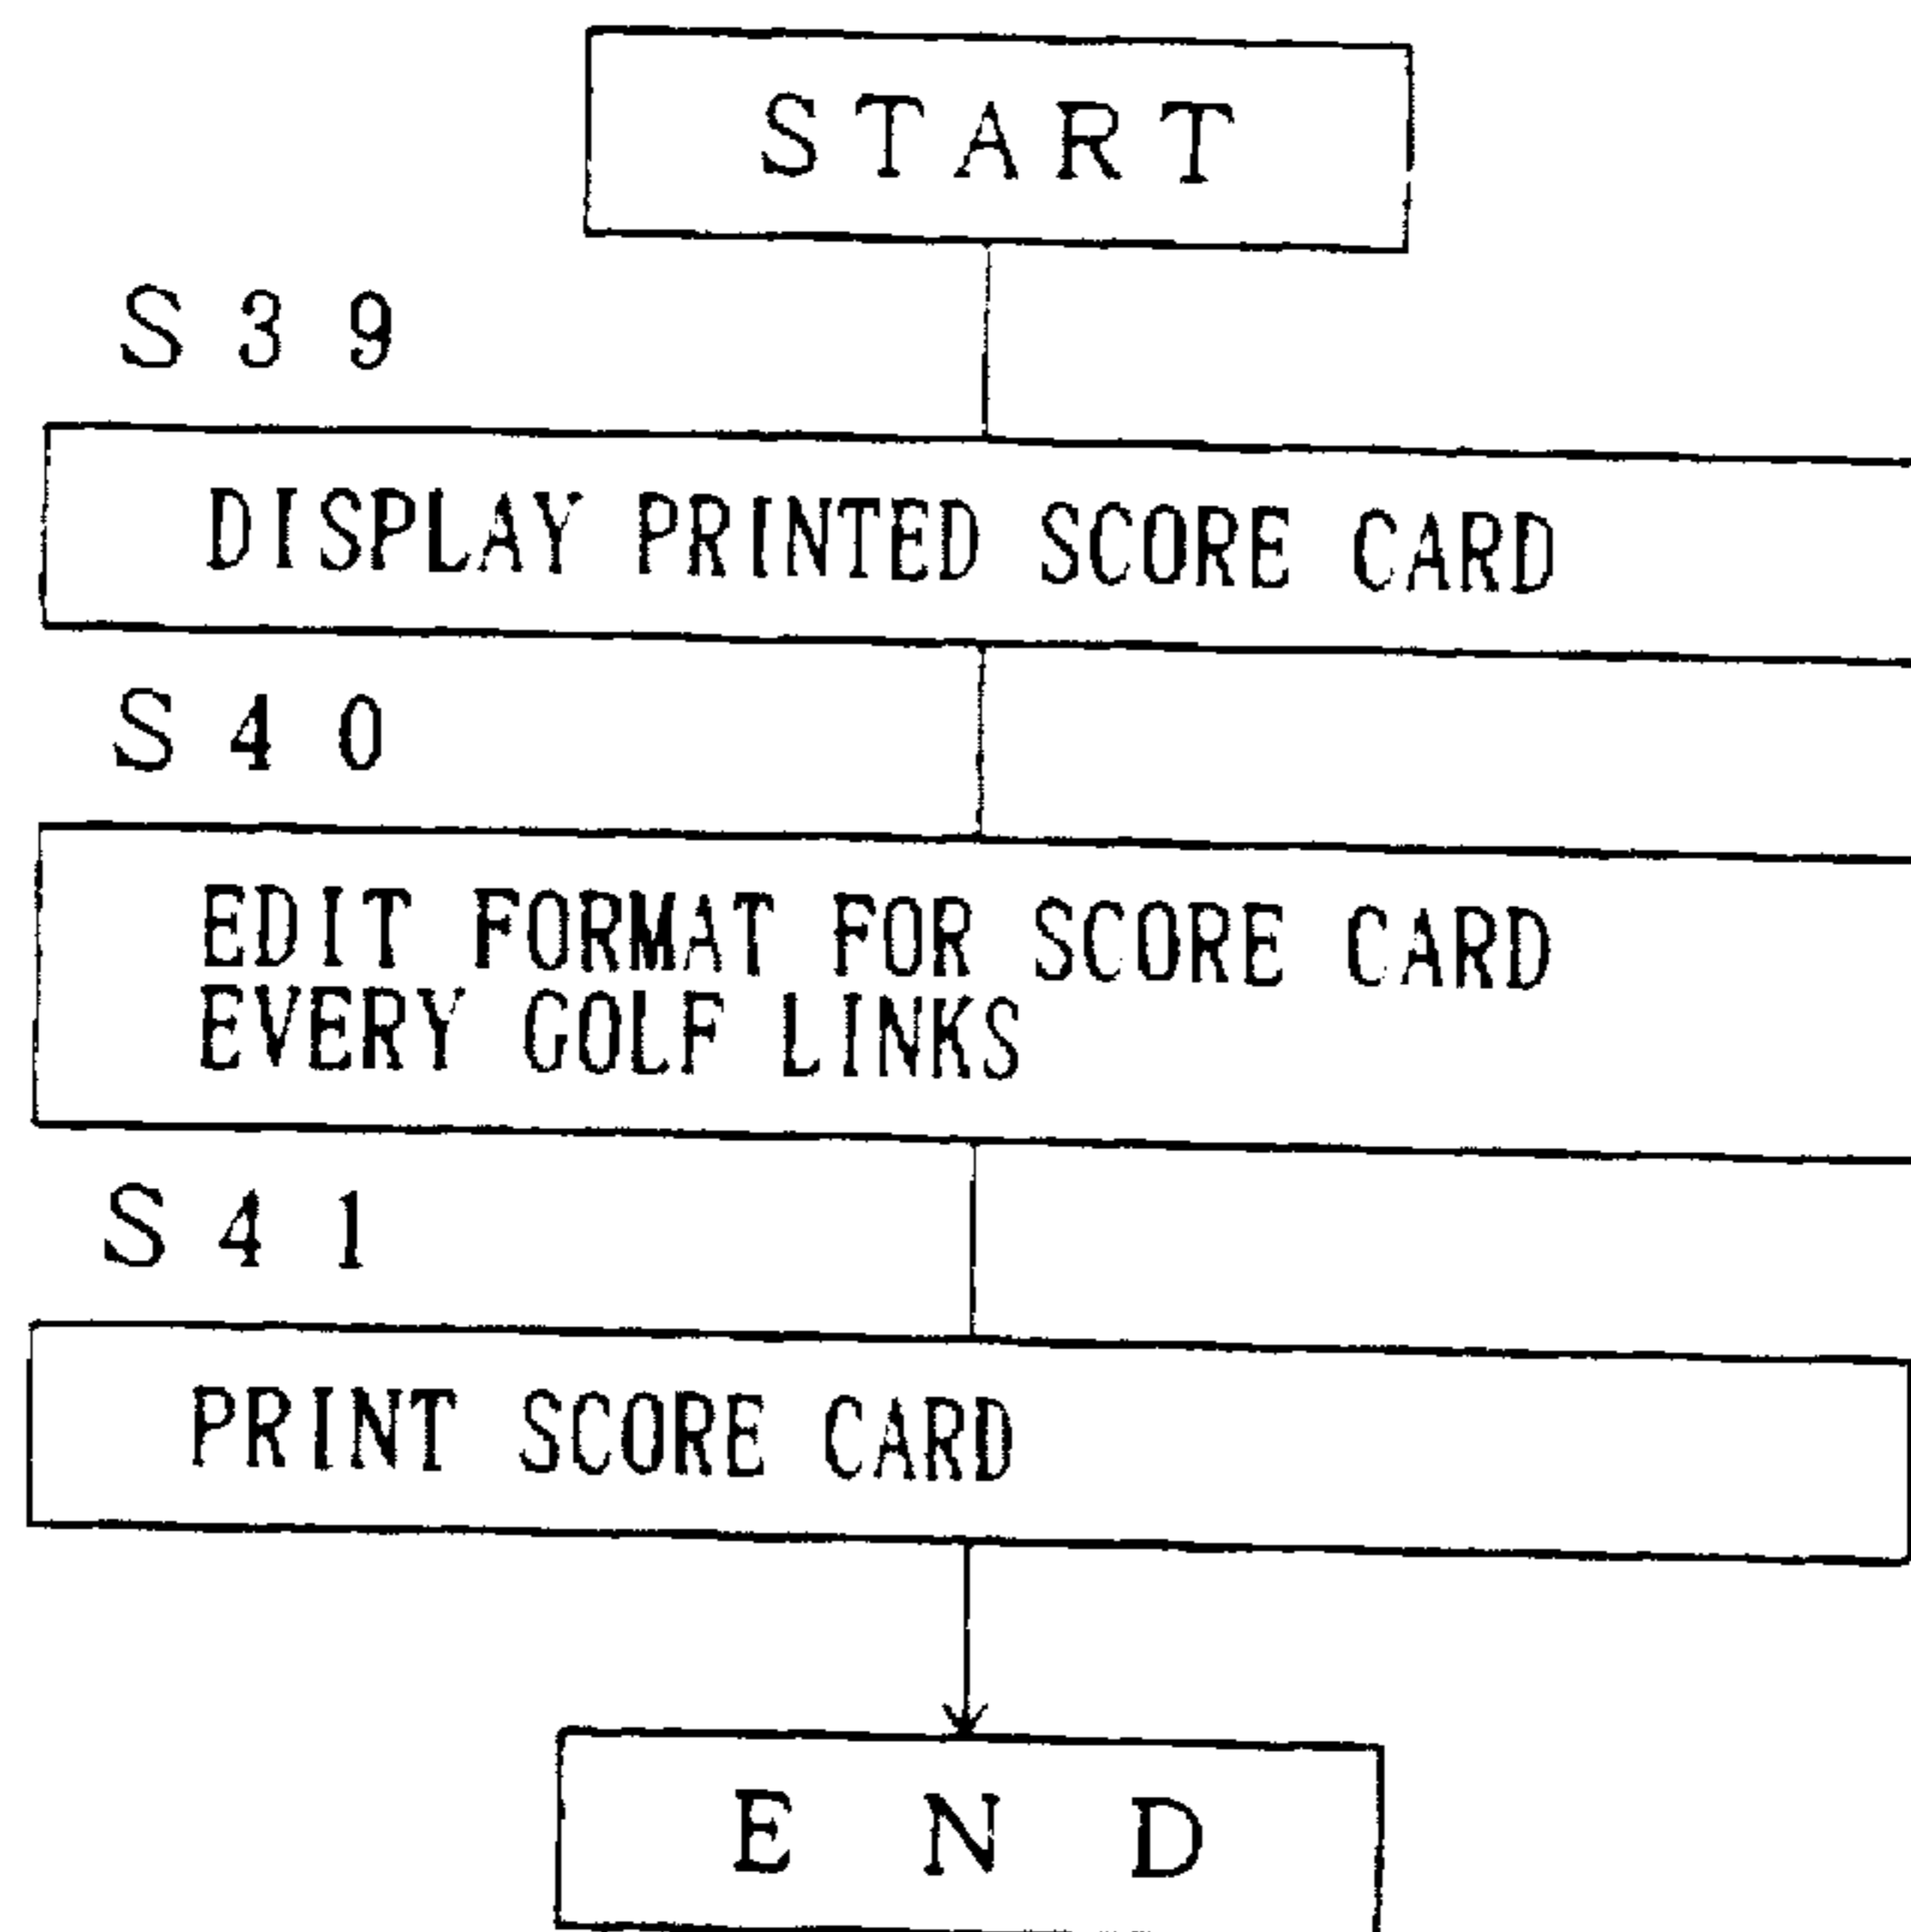 START
S39
DISPLAY PRINTED SCORE CARD
S40
EDIT FORMAT FOR SCORE CARD
EVERY GOLF LINKS
S41
PRINT SCORE CARD
END